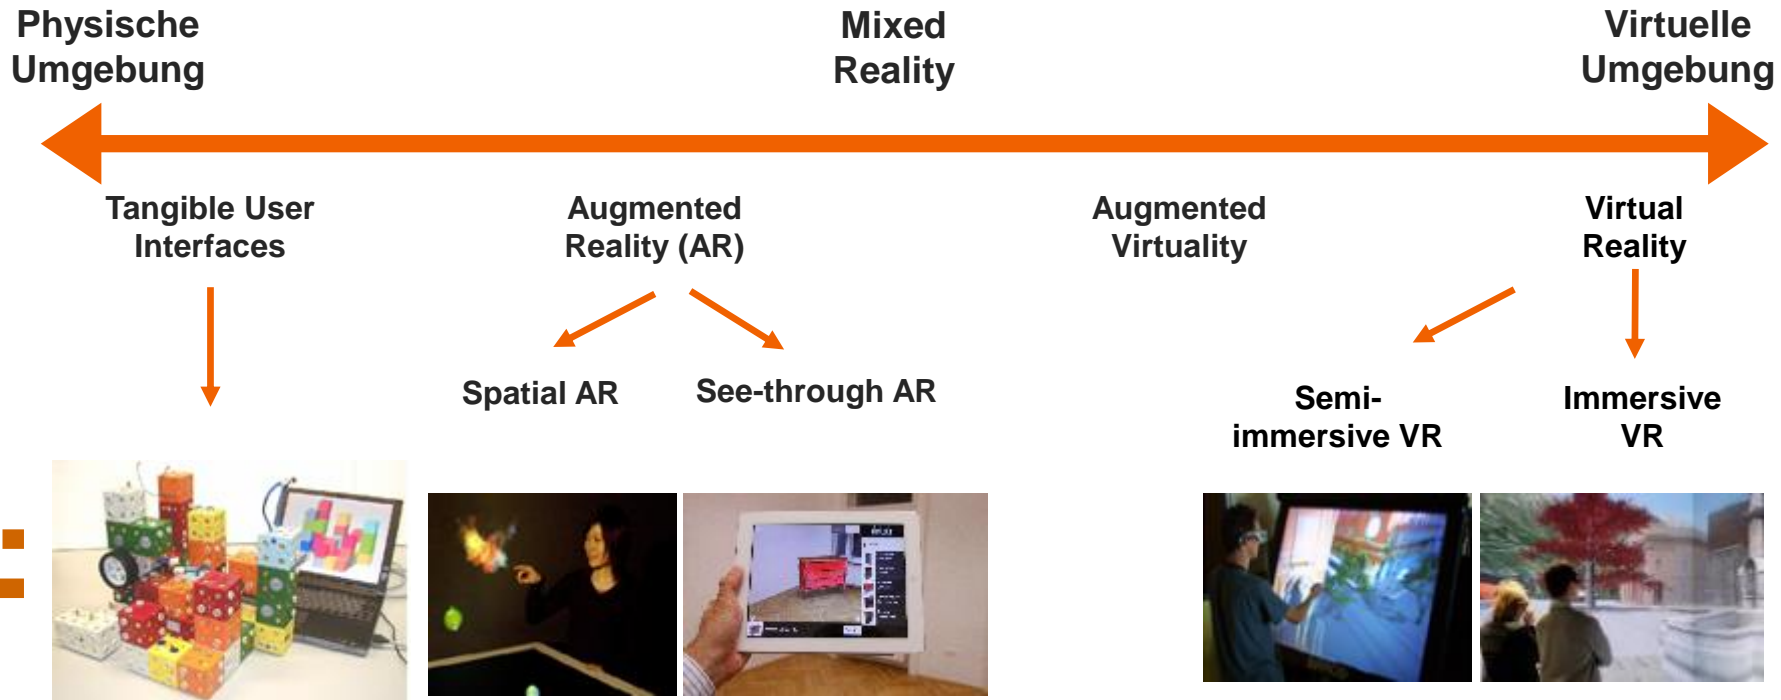 Physische
Umgebung
Mixed
Reality
Virtuelle
Umgebung
Tangible User
Interfaces
Augmented
Reality (AR)
Augmented
Virtuality
Virtual
Reality
Spatial AR
See-through AR
Semi-
immersive VR
Immersive
VR